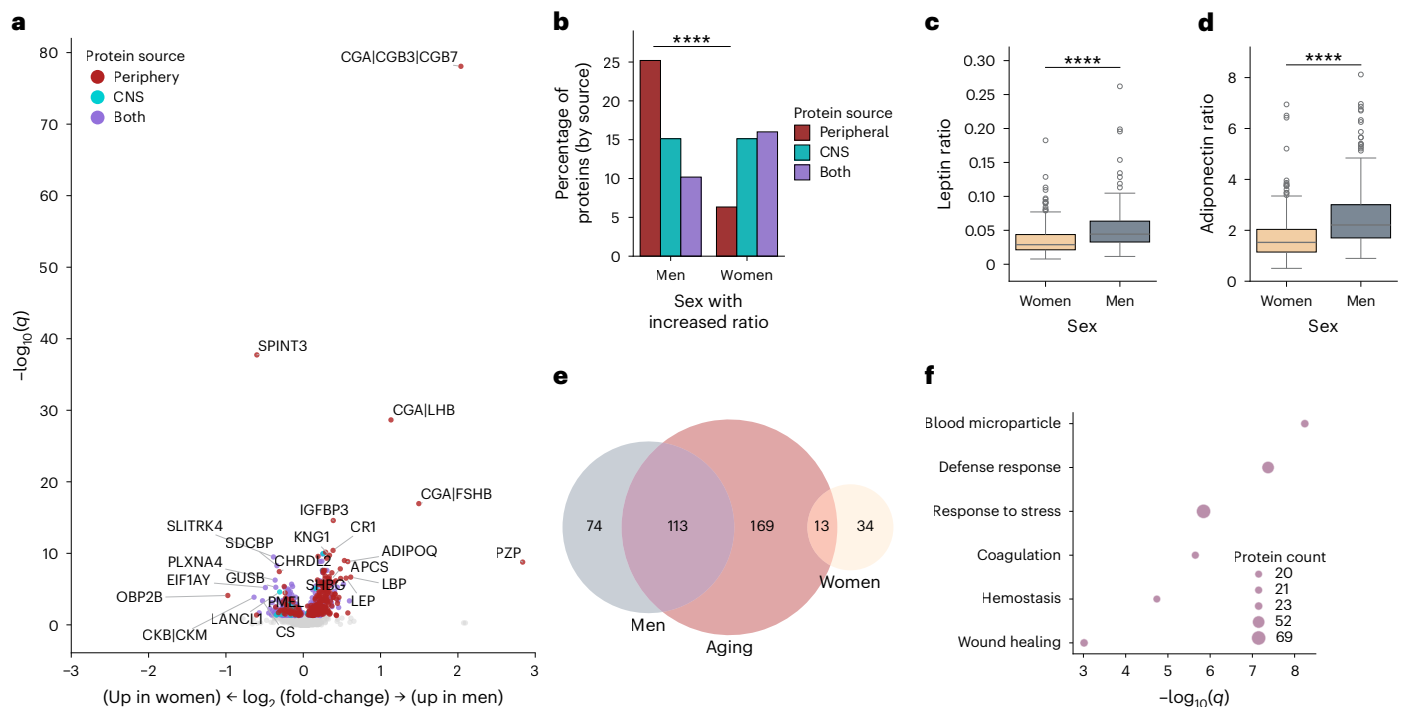 a
Protein source
Periphery
CNS
Both
80
70
60
50
40
30
20
10
0
−log10(q)
CGA|CGB3|CGB7
SPINT3
CGA|LHB
CGA|FSHB
IGFBP3
SLITRK4
CR1
KNG1
SDCBP
ADIPOQ
PZP
CHRDL2
PLXNA4
APCS
EIF1AY
GUSB
SHBG
LBP
OBP2B
PMEL
LEP
LANCL1
CKB|CKM
CS
−3
−2
−1
0
1
2
3
(Up in women) ← log2 (fold-change) → (up in men)
b
****
Percentage of
proteins (by source)
25
20
15
10
5
0
Men
Women
Sex with
increased ratio
Protein source
Peripheral
CNS
Both
c
****
Leptin ratio
0.30
0.25
0.20
0.15
0.10
0.05
0
Women
Men
Sex
d
****
Adiponectin ratio
8
6
4
2
0
Women
Men
Sex
e
74
113
169
13
34
Men
Aging
Women
f
Blood microparticle
Defense response
Response to stress
Coagulation
Hemostasis
Wound healing
Protein count
20
21
23
52
69
3
4
5
6
7
8
−log10(q)